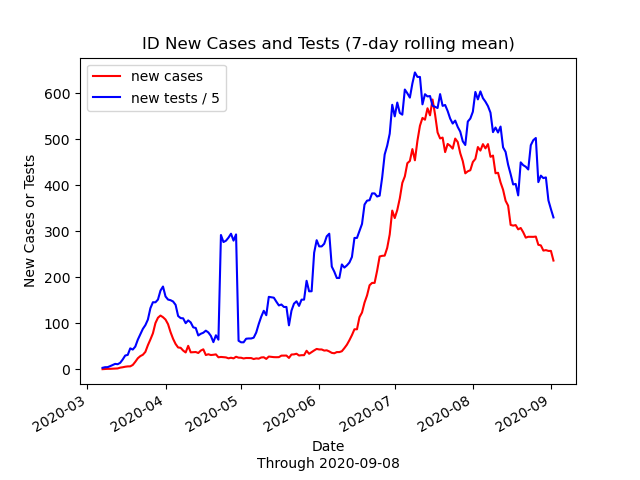 ID New Cases and Tests (7-day rolling mean)
new cases
new tests / 5
New Cases or Tests
600
500
400
300
200
100
0
2020-03
2020-04
2020-05
2020-06
2020-07
2020-08
2020-09
Date
Through 2020-09-08